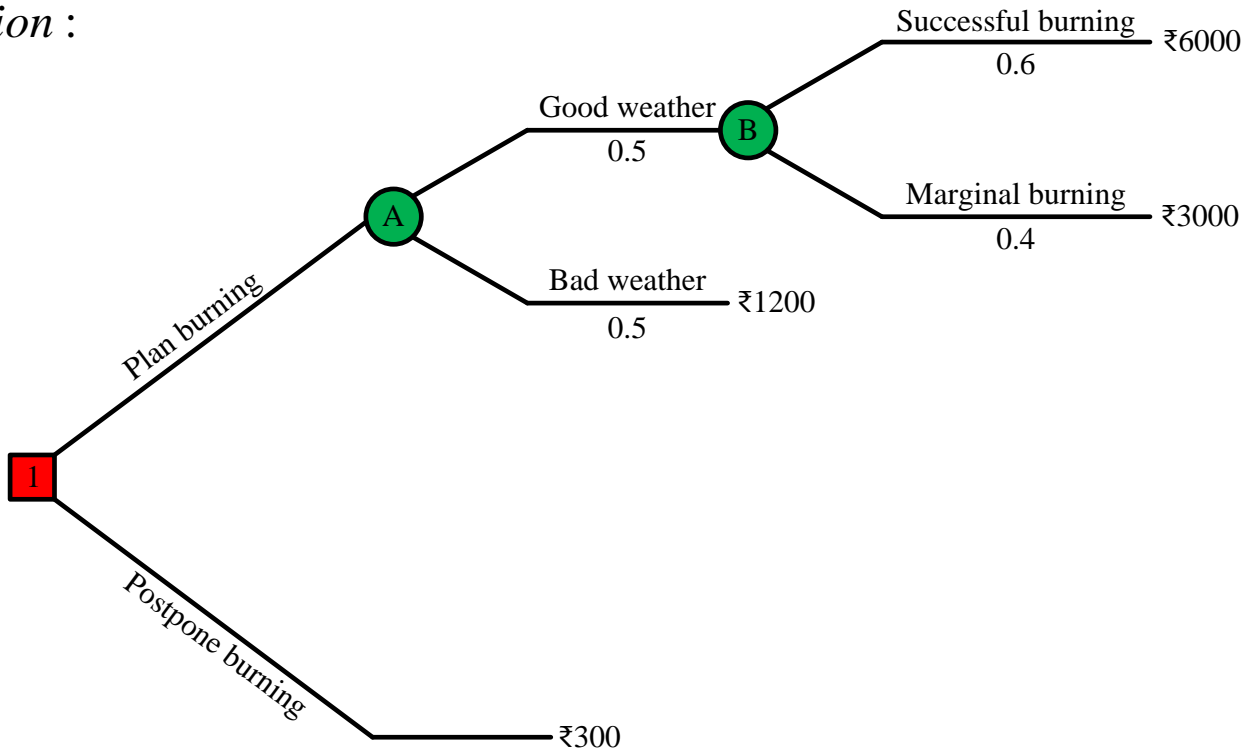 ion :
Successful burning
₹6000
0.6
Good weather
B
0.5
Marginal burning
₹3000
0.4
A
Bad weather
₹1200
0.5
Plan burning
1
Postpone burning
₹300